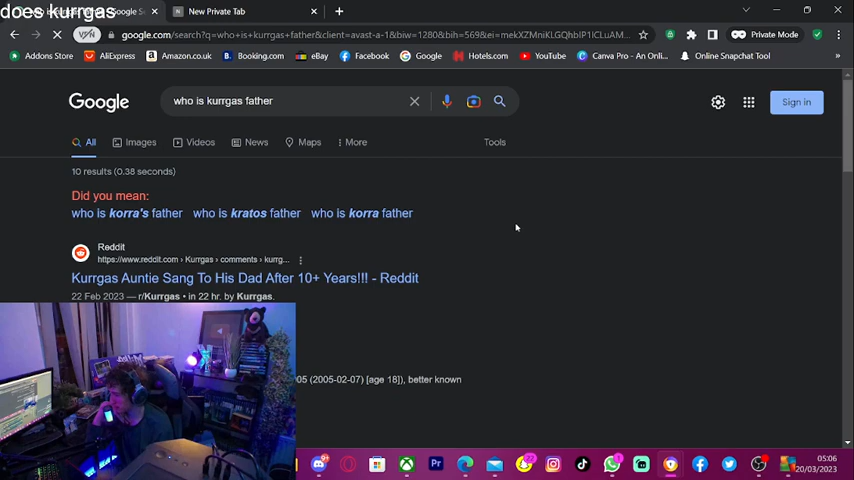 does kurrgas
Google Se
New Private Tab
VPN
google.com/search?q=who+is+kurrgas+father&client=avast-a-1&biw=1280&bih=569&ei=mekXZMniKLGQhbIP1ILUAM...
Private Mode
Addons Store
AliExpress
Amazon.co.uk
Booking.com
eBay
Facebook
Google
Hotels.com
YouTube
Canva Pro - An Onli...
Online Snapchat Tool
Google
who is kurrgas father
Sign in
All
Images
Videos
News
Maps
More
Tools
10 results (0.38 seconds)
Did you mean:
who is korra's father who is kratos father who is korra father
Reddit
https://www.reddit.com › Kurrgas › comments › kurrg...
Kurrgas Auntie Sang To His Dad After 10+ Years!!! - Reddit
22 Feb 2023 — r/Kurrgas • in 22 hr. by Kurrgas.
05 (2005-02-07) [age 18]), better known
05:06
20/03/2023